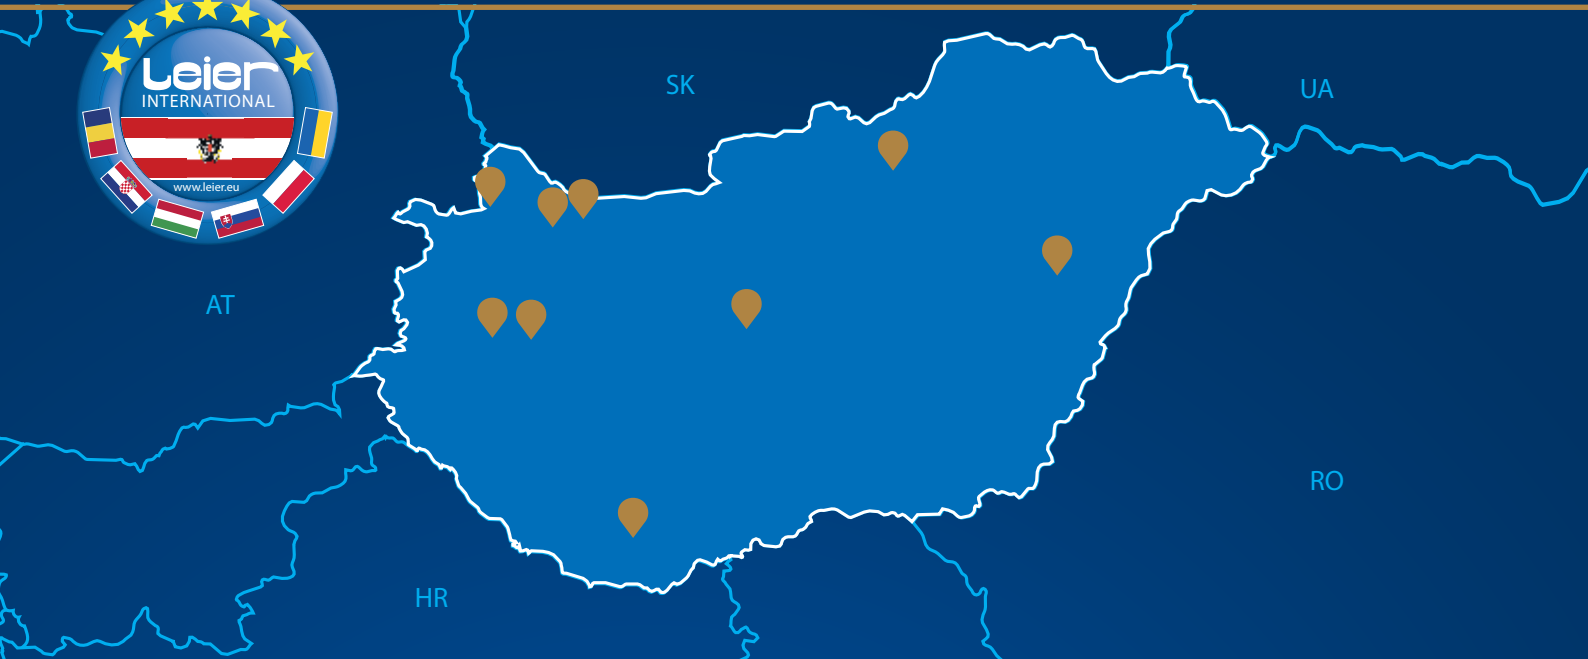 Leier
INTERNATIONAL
www.leier.eu
SK
UA
AT
RO
HR